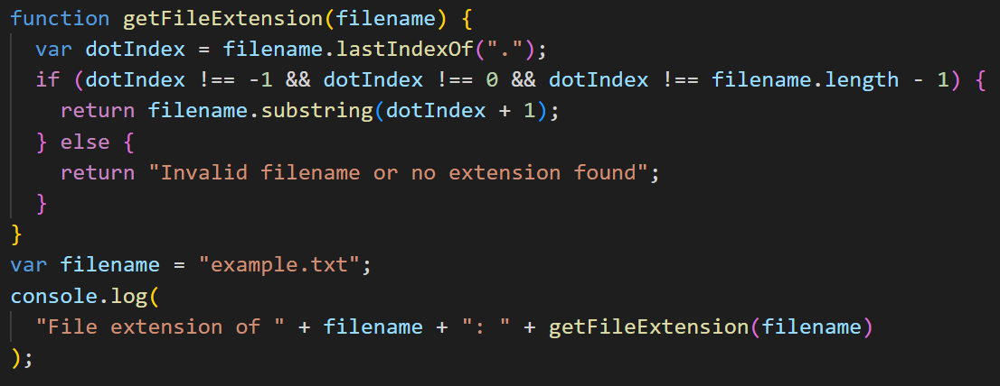 function getFileExtension(filename) {
  var dotIndex = filename.lastIndexOf(".");
  if (dotIndex !== -1 && dotIndex !== 0 && dotIndex !== filename.length - 1) {
    return filename.substring(dotIndex + 1);
  } else {
    return "Invalid filename or no extension found";
  }
}
var filename = "example.txt";
console.log(
  "File extension of " + filename + ": " + getFileExtension(filename)
);